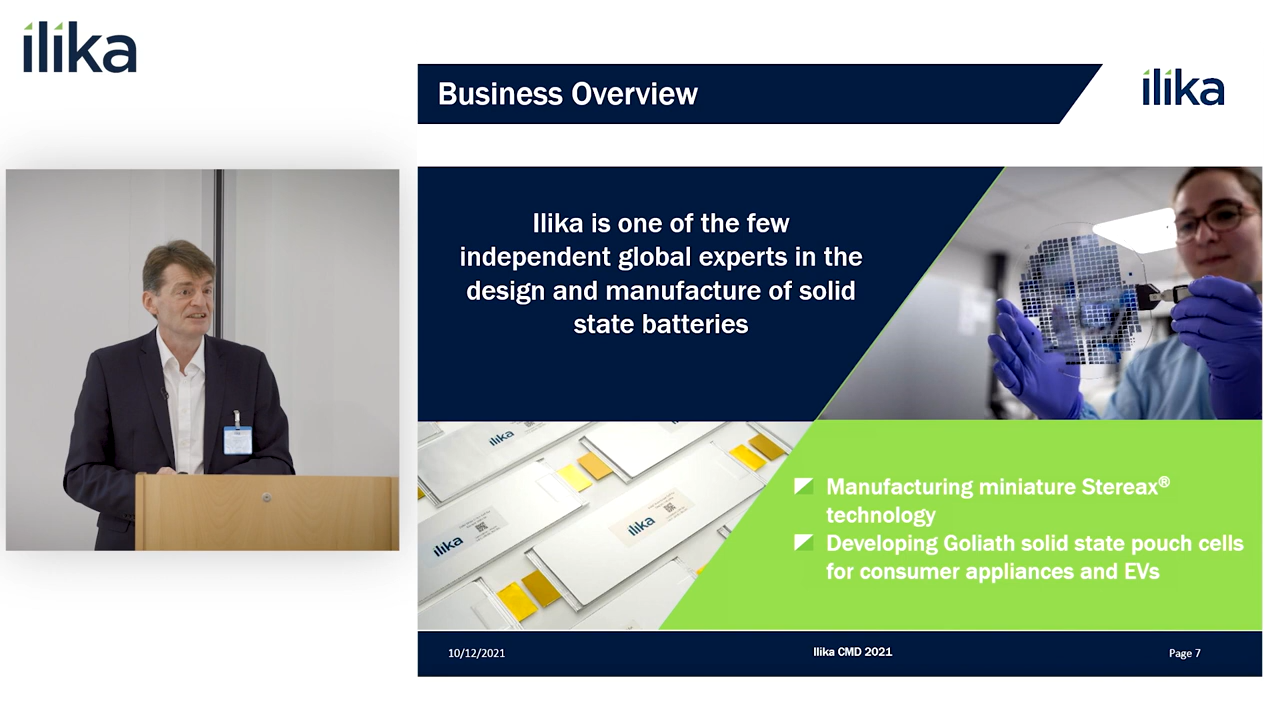 ilika
Business Overview
ilika
Ilika is one of the few
independent global experts in the
design and manufacture of solid
state batteries
ilika
ilika
ilika
Manufacturing miniature Stereax®
technology
Developing Goliath solid state pouch cells
for consumer appliances and EVs
10/12/2021
Ilika CMD 2021
Page 7